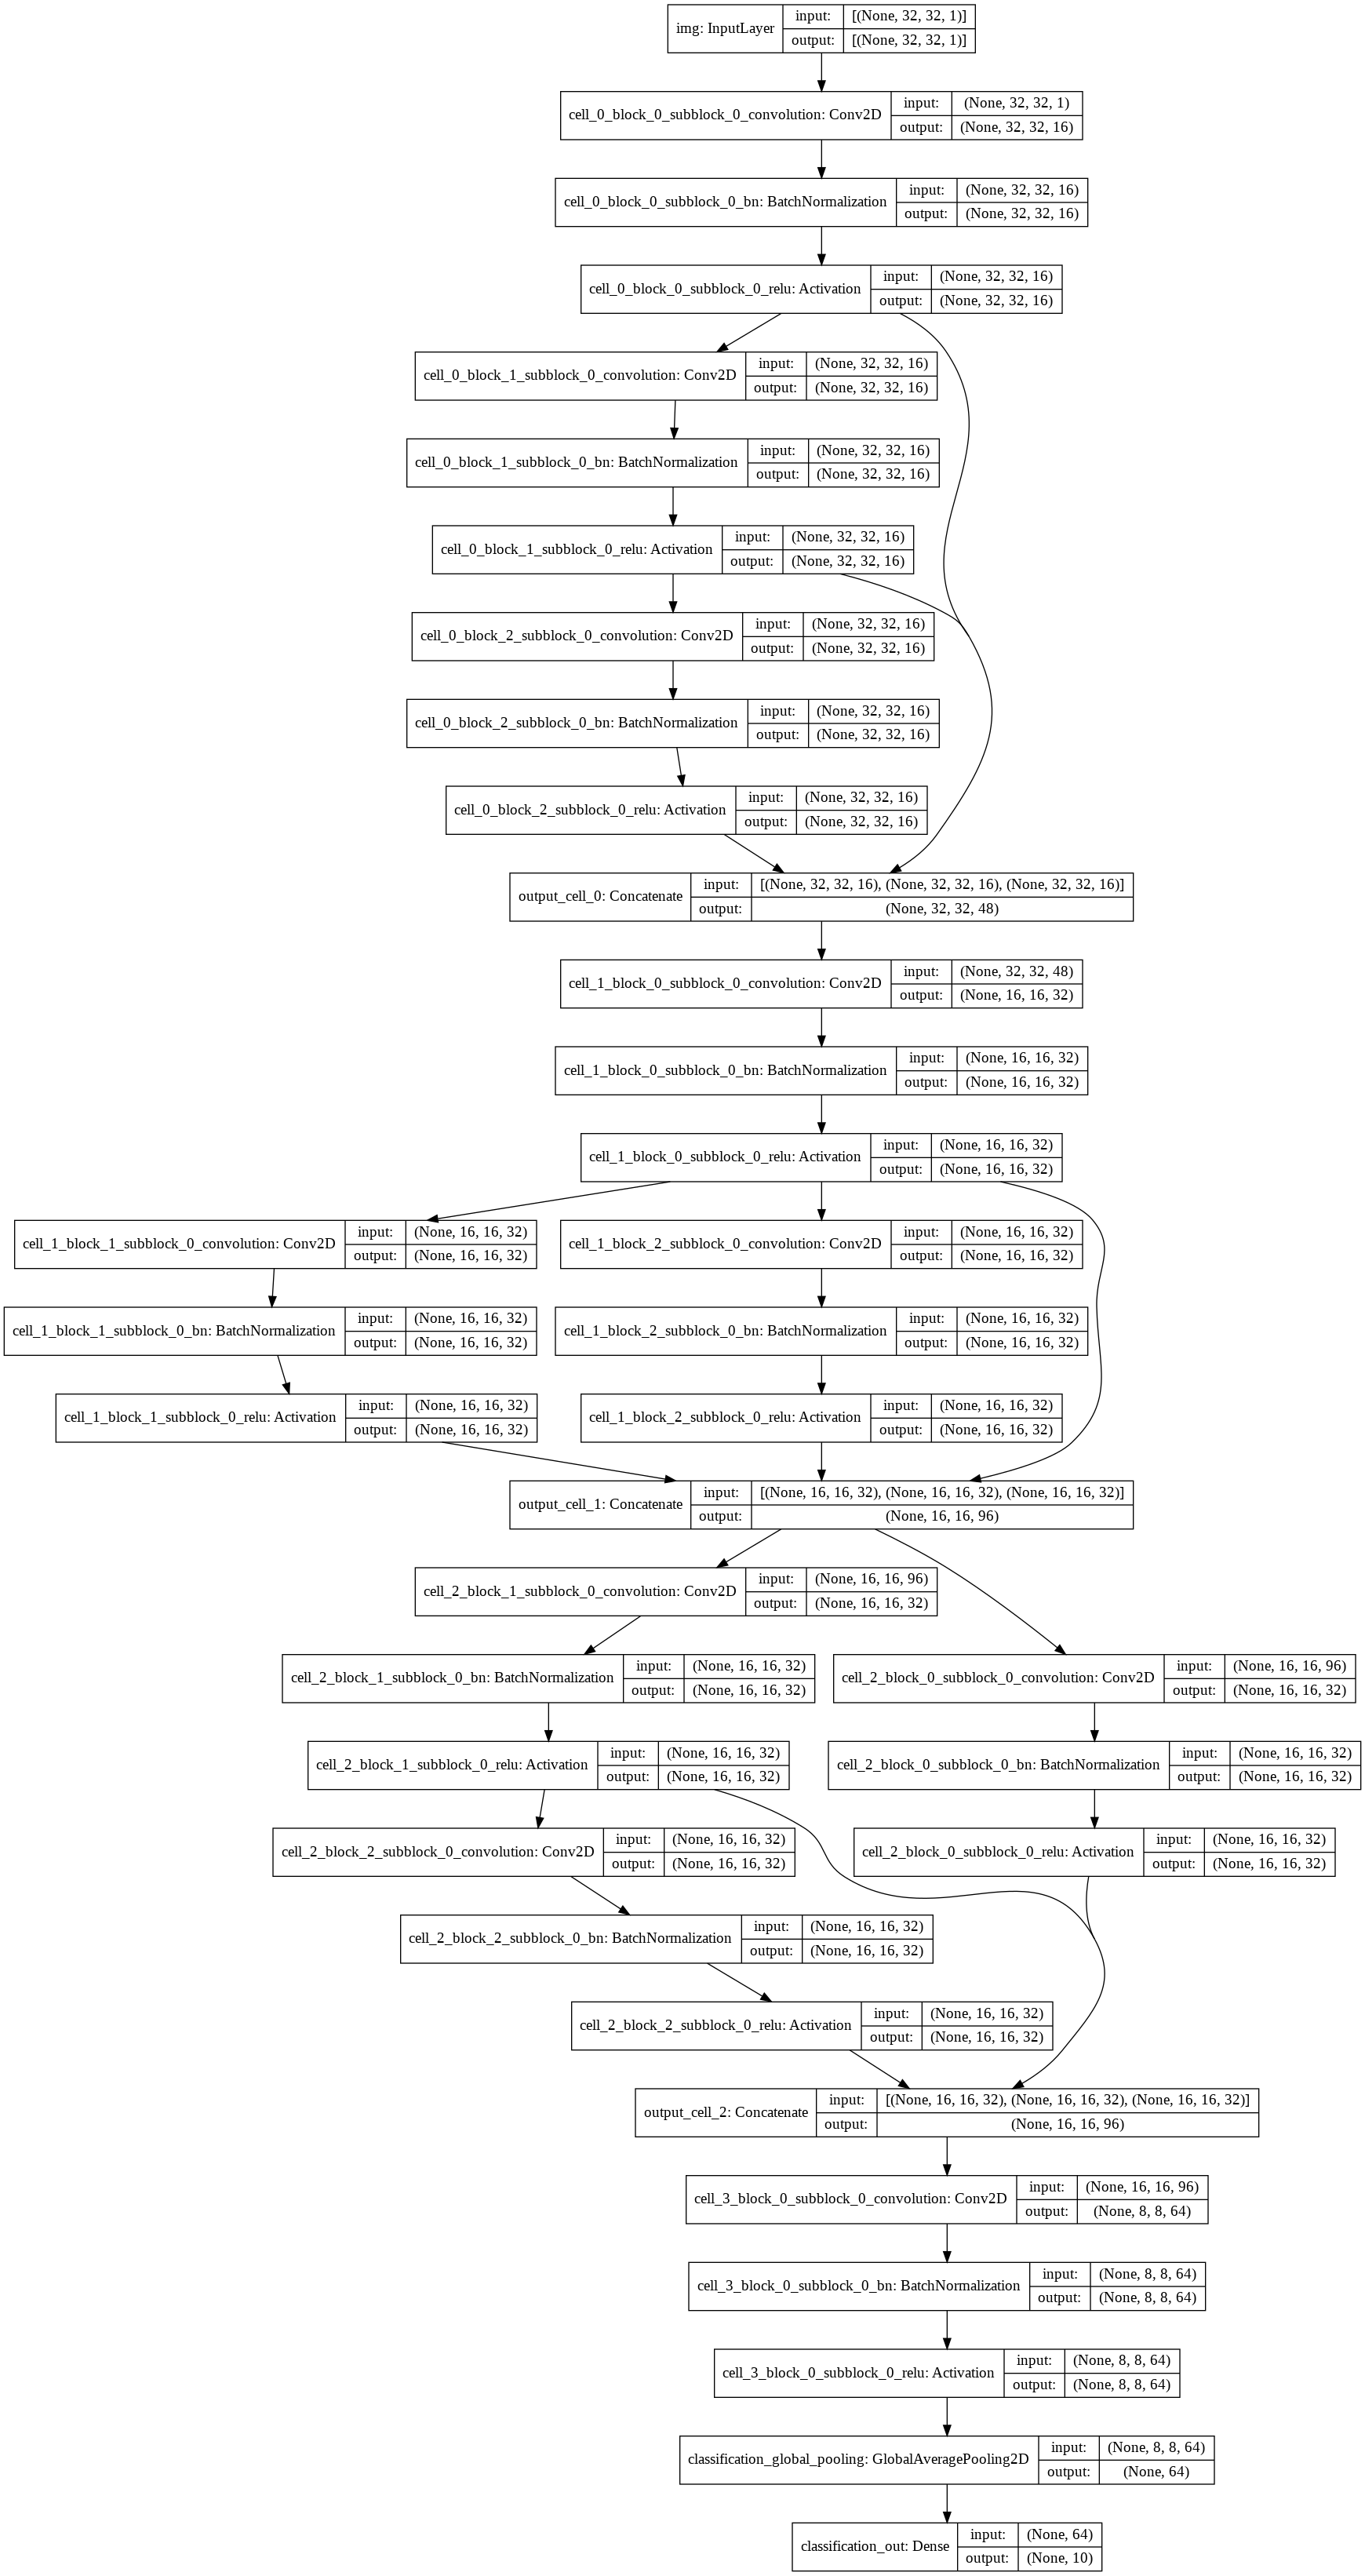 img: InputLayer
input:
[(None, 32, 32, 1)]
output:
[(None, 32, 32, 1)]
cell_0_block_0_subblock_0_convolution: Conv2D
input:
(None, 32, 32, 1)
output:
(None, 32, 32, 16)
cell_0_block_0_subblock_0_bn: BatchNormalization
input:
(None, 32, 32, 16)
output:
(None, 32, 32, 16)
cell_0_block_0_subblock_0_relu: Activation
input:
(None, 32, 32, 16)
output:
(None, 32, 32, 16)
cell_0_block_1_subblock_0_convolution: Conv2D
input:
(None, 32, 32, 16)
output:
(None, 32, 32, 16)
cell_0_block_1_subblock_0_bn: BatchNormalization
input:
(None, 32, 32, 16)
output:
(None, 32, 32, 16)
cell_0_block_1_subblock_0_relu: Activation
input:
(None, 32, 32, 16)
output:
(None, 32, 32, 16)
cell_0_block_2_subblock_0_convolution: Conv2D
input:
(None, 32, 32, 16)
output:
(None, 32, 32, 16)
cell_0_block_2_subblock_0_bn: BatchNormalization
input:
(None, 32, 32, 16)
output:
(None, 32, 32, 16)
cell_0_block_2_subblock_0_relu: Activation
input:
(None, 32, 32, 16)
output:
(None, 32, 32, 16)
output_cell_0: Concatenate
input:
[(None, 32, 32, 16), (None, 32, 32, 16), (None, 32, 32, 16)]
output:
(None, 32, 32, 48)
cell_1_block_0_subblock_0_convolution: Conv2D
input:
(None, 32, 32, 48)
output:
(None, 16, 16, 32)
cell_1_block_0_subblock_0_bn: BatchNormalization
input:
(None, 16, 16, 32)
output:
(None, 16, 16, 32)
cell_1_block_0_subblock_0_relu: Activation
input:
(None, 16, 16, 32)
output:
(None, 16, 16, 32)
cell_1_block_1_subblock_0_convolution: Conv2D
input:
(None, 16, 16, 32)
output:
(None, 16, 16, 32)
cell_1_block_2_subblock_0_convolution: Conv2D
input:
(None, 16, 16, 32)
output:
(None, 16, 16, 32)
cell_1_block_1_subblock_0_bn: BatchNormalization
input:
(None, 16, 16, 32)
output:
(None, 16, 16, 32)
cell_1_block_2_subblock_0_bn: BatchNormalization
input:
(None, 16, 16, 32)
output:
(None, 16, 16, 32)
cell_1_block_1_subblock_0_relu: Activation
input:
(None, 16, 16, 32)
output:
(None, 16, 16, 32)
cell_1_block_2_subblock_0_relu: Activation
input:
(None, 16, 16, 32)
output:
(None, 16, 16, 32)
output_cell_1: Concatenate
input:
[(None, 16, 16, 32), (None, 16, 16, 32), (None, 16, 16, 32)]
output:
(None, 16, 16, 96)
cell_2_block_1_subblock_0_convolution: Conv2D
input:
(None, 16, 16, 96)
output:
(None, 16, 16, 32)
cell_2_block_1_subblock_0_bn: BatchNormalization
input:
(None, 16, 16, 32)
output:
(None, 16, 16, 32)
cell_2_block_0_subblock_0_convolution: Conv2D
input:
(None, 16, 16, 96)
output:
(None, 16, 16, 32)
cell_2_block_1_subblock_0_relu: Activation
input:
(None, 16, 16, 32)
output:
(None, 16, 16, 32)
cell_2_block_0_subblock_0_bn: BatchNormalization
input:
(None, 16, 16, 32)
output:
(None, 16, 16, 32)
cell_2_block_2_subblock_0_convolution: Conv2D
input:
(None, 16, 16, 32)
output:
(None, 16, 16, 32)
cell_2_block_0_subblock_0_relu: Activation
input:
(None, 16, 16, 32)
output:
(None, 16, 16, 32)
cell_2_block_2_subblock_0_bn: BatchNormalization
input:
(None, 16, 16, 32)
output:
(None, 16, 16, 32)
cell_2_block_2_subblock_0_relu: Activation
input:
(None, 16, 16, 32)
output:
(None, 16, 16, 32)
output_cell_2: Concatenate
input:
[(None, 16, 16, 32), (None, 16, 16, 32), (None, 16, 16, 32)]
output:
(None, 16, 16, 96)
cell_3_block_0_subblock_0_convolution: Conv2D
input:
(None, 16, 16, 96)
output:
(None, 8, 8, 64)
cell_3_block_0_subblock_0_bn: BatchNormalization
input:
(None, 8, 8, 64)
output:
(None, 8, 8, 64)
cell_3_block_0_subblock_0_relu: Activation
input:
(None, 8, 8, 64)
output:
(None, 8, 8, 64)
classification_global_pooling: GlobalAveragePooling2D
input:
(None, 8, 8, 64)
output:
(None, 64)
classification_out: Dense
input:
(None, 64)
output:
(None, 10)